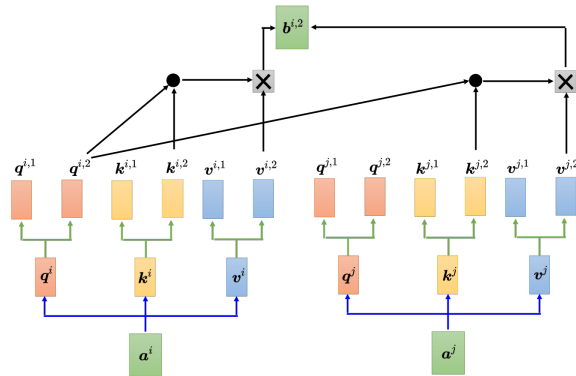 b^{i,2}
q^{i,1} q^{i,2} k^{i,1} k^{i,2} v^{i,1} v^{i,2} q^{j,1} q^{j,2} k^{j,1} k^{j,2} v^{j,1} v^{j,2}
q^i k^i v^i q^j k^j v^j
a^i a^j